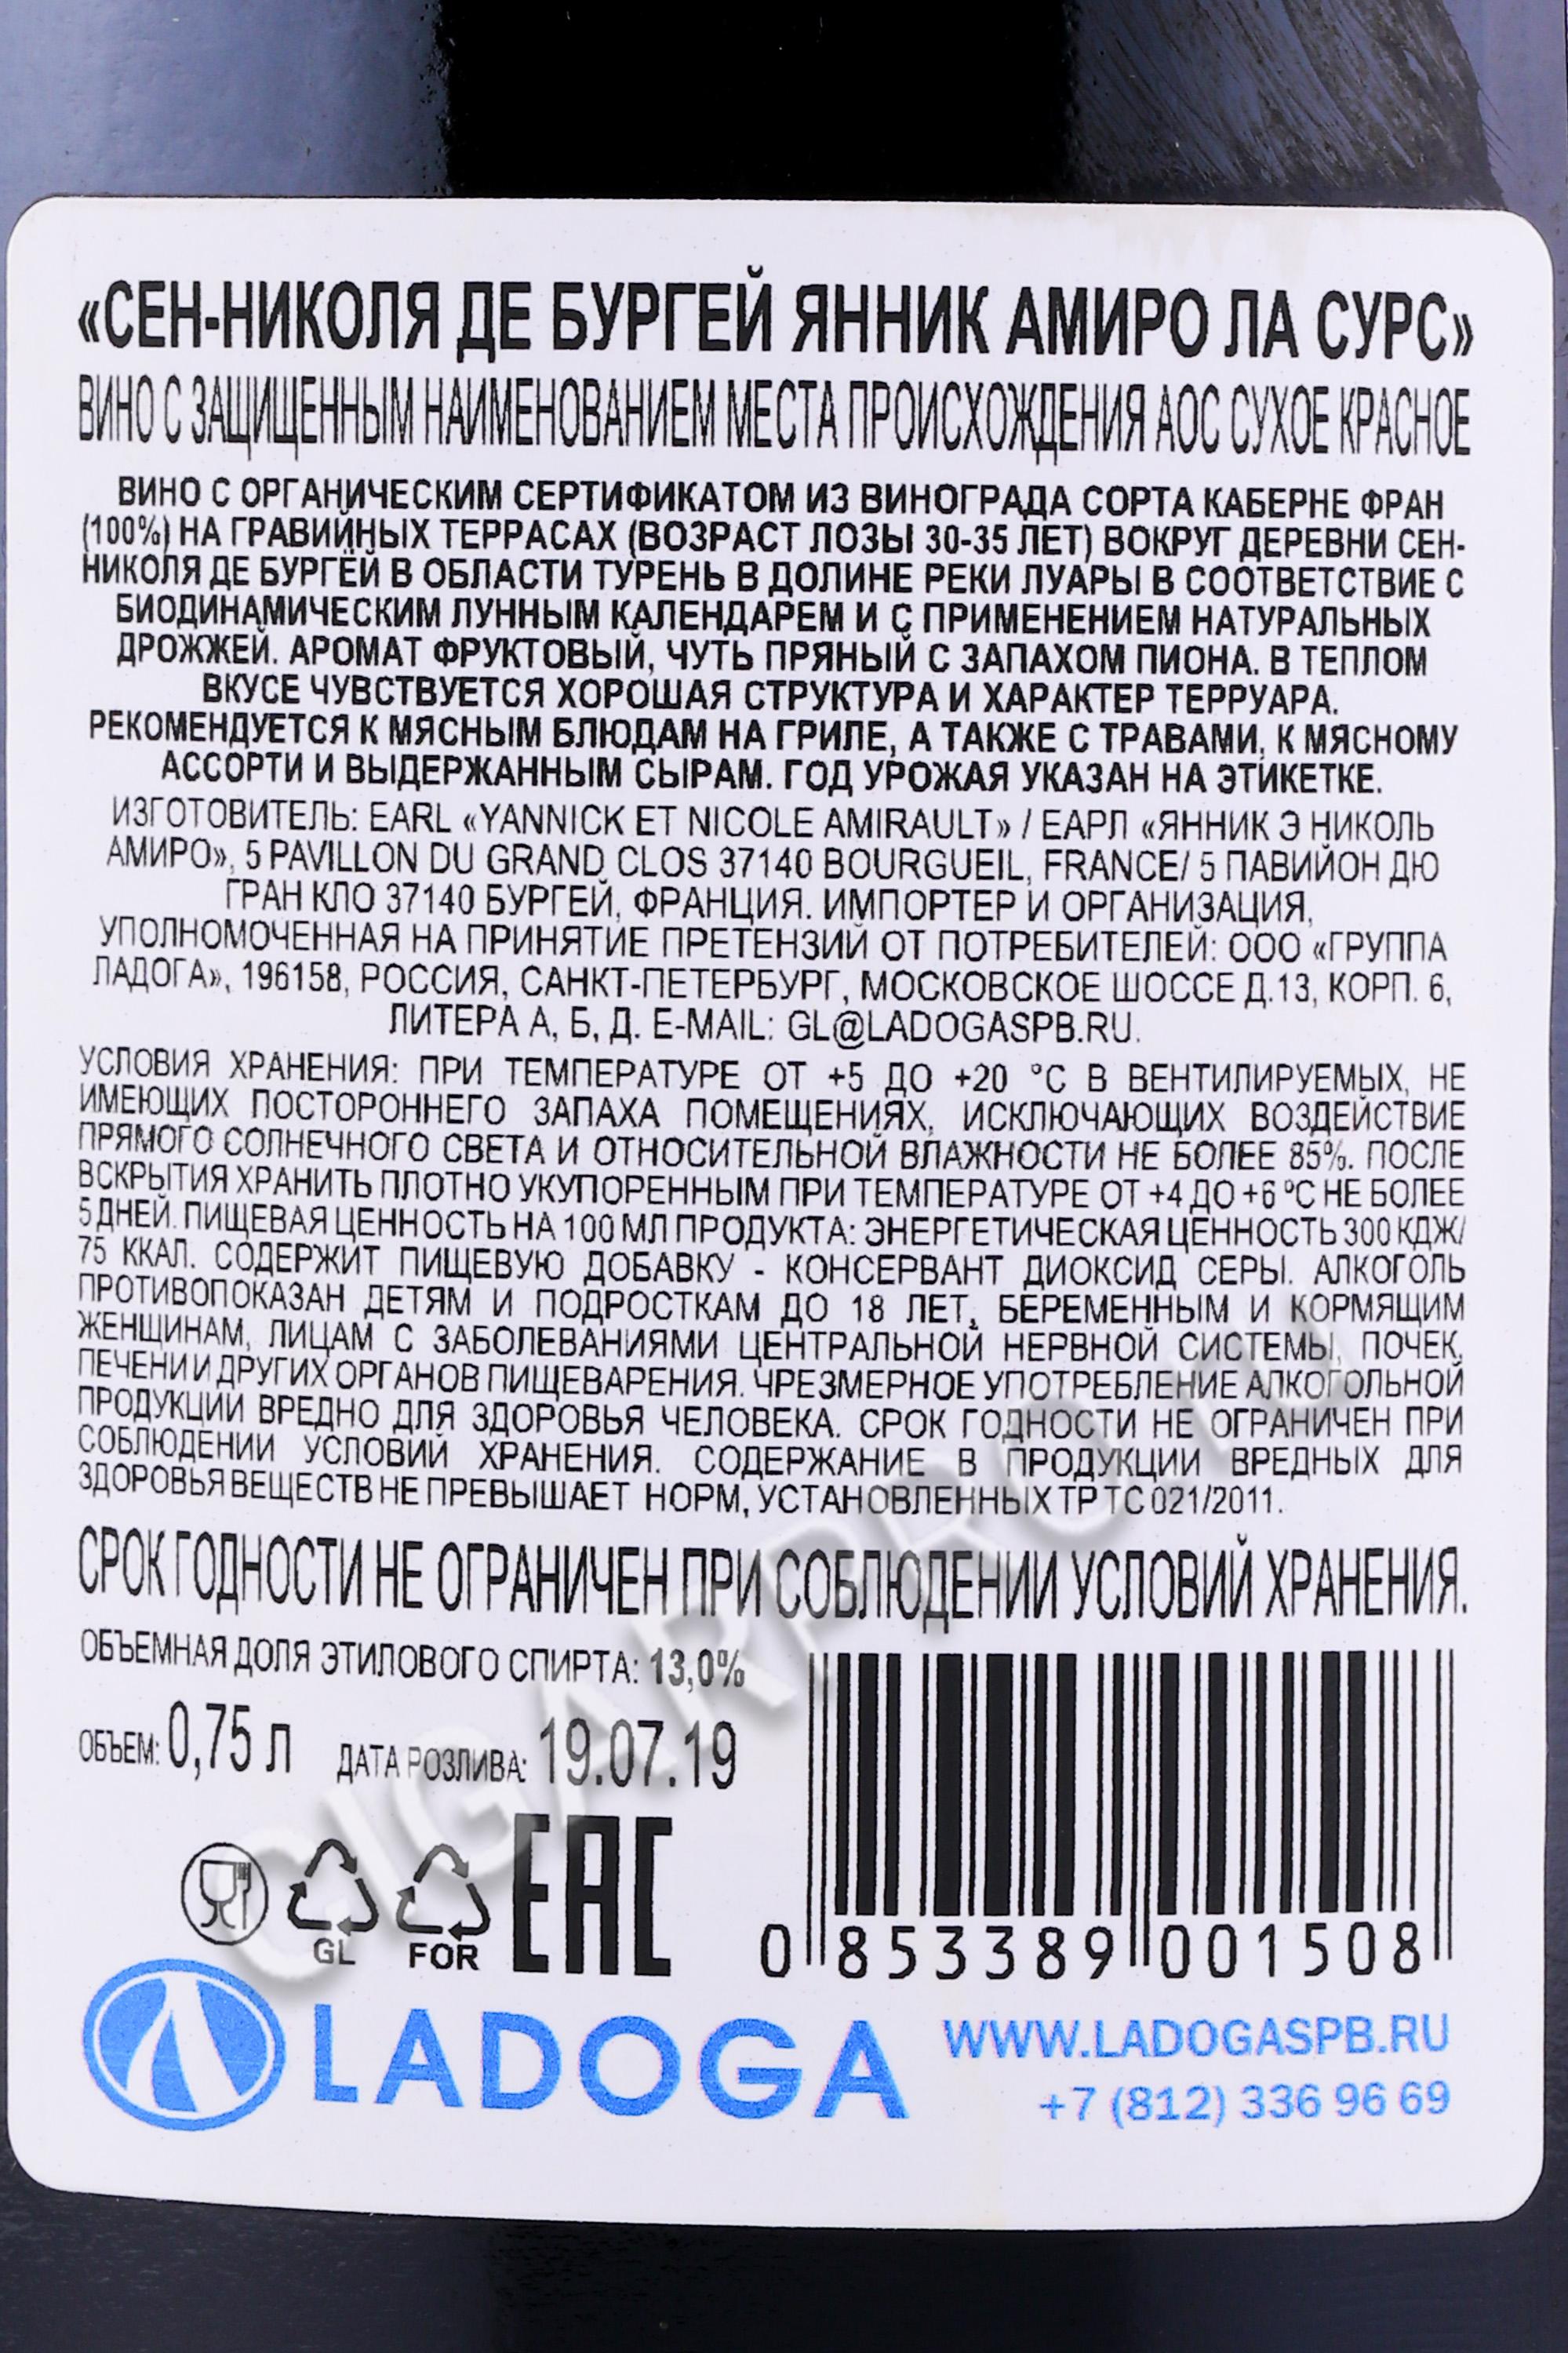 «СЕН-НИКОЛЯ ДЕ БУРГЕЙ ЯННИК АМИРО ЛА СУРС»
ВИНО С ЗАЩИЩЕННЫМ НАИМЕНОВАНИЕМ МЕСТА ПРОИСХОЖДЕНИЯ АОС СУХОЕ КРАСНОЕ
ВИНО С ОРГАНИЧЕСКИМ СЕРТИФИКАТОМ ИЗ ВИНОГРАДА СОРТА КАБЕРНЕ ФРАН
(100%) НА ГРАВИЙНЫХ ТЕРРАСАХ (ВОЗРАСТ ЛОЗЫ 30-35 ЛЕТ) ВОКРУГ ДЕРЕВНИ СЕН-
НИКОЛЯ ДЕ БУРГЕЙ В ОБЛАСТИ ТУРЕНЬ В ДОЛИНЕ РЕКИ ЛУАРЫ В СООТВЕТСТВИЕ С
БИОДИНАМИЧЕСКИМ ЛУННЫМ КАЛЕНДАРЕМ И С ПРИМЕНЕНИЕМ НАТУРАЛЬНЫХ
ДРОЖЖЕЙ. АРОМАТ ФРУКТОВЫЙ, ЧУТЬ ПРЯНЫЙ С ЗАПАХОМ ПИОНА. В ТЕПЛОМ
ВКУСЕ ЧУВСТВУЕТСЯ ХОРОШАЯ СТРУКТУРА И ХАРАКТЕР ТЕРРУАРА.
РЕКОМЕНДУЕТСЯ К МЯСНЫМ БЛЮДАМ НА ГРИЛЕ, А ТАКЖЕ С ТРАВАМИ, К МЯСНОМУ
АССОРТИ И ВЫДЕРЖАННЫМ СЫРАМ. ГОД УРОЖАЯ УКАЗАН НА ЭТИКЕТКЕ.
ИЗГОТОВИТЕЛЬ: EARL «YANNICK ET NICOLE AMIRAULT» / ЕАРЛ «ЯННИК Э НИКОЛЬ
АМИРО», 5 PAVILLON DU GRAND CLOS 37140 BOURGUEIL, FRANCE/ 5 ПАВИЙОН ДЮ
ГРАН КЛО 37140 БУРГЕЙ, ФРАНЦИЯ. ИМПОРТЕР И ОРГАНИЗАЦИЯ,
УПОЛНОМОЧЕННАЯ НА ПРИНЯТИЕ ПРЕТЕНЗИЙ ОТ ПОТРЕБИТЕЛЕЙ: ООО «ГРУППА
ЛАДОГА», 196158, РОССИЯ, САНКТ-ПЕТЕРБУРГ, МОСКОВСКОЕ ШОССЕ Д.13, КОРП. 6,
ЛИТЕРА А, Б, Д. E-MAIL: GL@LADOGASPB.RU.
УСЛОВИЯ ХРАНЕНИЯ: ПРИ ТЕМПЕРАТУРЕ ОТ +5 ДО +20 °С В ВЕНТИЛИРУЕМЫХ, НЕ
ИМЕЮЩИХ ПОСТОРОННЕГО ЗАПАХА ПОМЕЩЕНИЯХ, ИСКЛЮЧАЮЩИХ ВОЗДЕЙСТВИЕ
ПРЯМОГО СОЛНЕЧНОГО СВЕТА И ОТНОСИТЕЛЬНОЙ ВЛАЖНОСТИ НЕ БОЛЕЕ 85%. ПОСЛЕ
ВСКРЫТИЯ ХРАНИТЬ ПЛОТНО УКУПОРЕННЫМ ПРИ ТЕМПЕРАТУРЕ ОТ +4 ДО +6 °С НЕ БОЛЕЕ
5 ДНЕЙ. ПИЩЕВАЯ ЦЕННОСТЬ НА 100 МЛ ПРОДУКТА: ЭНЕРГЕТИЧЕСКАЯ ЦЕННОСТЬ 300 КДЖ/
75 ККАЛ. СОДЕРЖИТ ПИЩЕВУЮ ДОБАВКУ - КОНСЕРВАНТ ДИОКСИД СЕРЫ. АЛКОГОЛЬ
ПРОТИВОПОКАЗАН ДЕТЯМ И ПОДРОСТКАМ ДО 18 ЛЕТ, БЕРЕМЕННЫМ И КОРМЯЩИМ
ЖЕНЩИНАМ, ЛИЦАМ С ЗАБОЛЕВАНИЯМИ ЦЕНТРАЛЬНОЙ НЕРВНОЙ СИСТЕМЫ, ПОЧЕК,
ПЕЧЕНИ И ДРУГИХ ОРГАНОВ ПИЩЕВАРЕНИЯ. ЧРЕЗМЕРНОЕ УПОТРЕБЛЕНИЕ АЛКОГОЛЬНОЙ
ПРОДУКЦИИ ВРЕДНО ДЛЯ ЗДОРОВЬЯ ЧЕЛОВЕКА. СРОК ГОДНОСТИ НЕ ОГРАНИЧЕН ПРИ
СОБЛЮДЕНИИ УСЛОВИЙ ХРАНЕНИЯ. СОДЕРЖАНИЕ В ПРОДУКЦИИ ВРЕДНЫХ ДЛЯ
ЗДОРОВЬЯ ВЕЩЕСТВ НЕ ПРЕВЫШАЕТ НОРМ, УСТАНОВЛЕННЫХ ТР ТС 021/2011.
СРОК ГОДНОСТИ НЕ ОГРАНИЧЕН ПРИ СОБЛЮДЕНИИ УСЛОВИЙ ХРАНЕНИЯ.
ОБЪЕМНАЯ ДОЛЯ ЭТИЛОВОГО СПИРТА: 13,0%
ОБЪЕМ: 0,75 л ДАТА РОЗЛИВА: 19.07.19
GL FOR EAC
0 853389 001508
LADOGA
WWW.LADOGASPB.RU
+7 (812) 336 96 69
CIGARPRO.ru